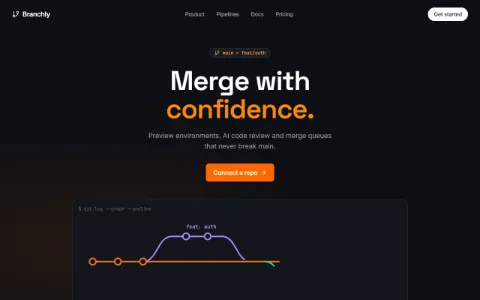 Branchly
Product
Pipelines
Docs
Pricing
Get started
main ← feat/auth
Merge with
confidence.
Preview environments, AI code review and merge queues
that never break main.
Connect a repo →
$ git log --graph --oneline
feat: auth